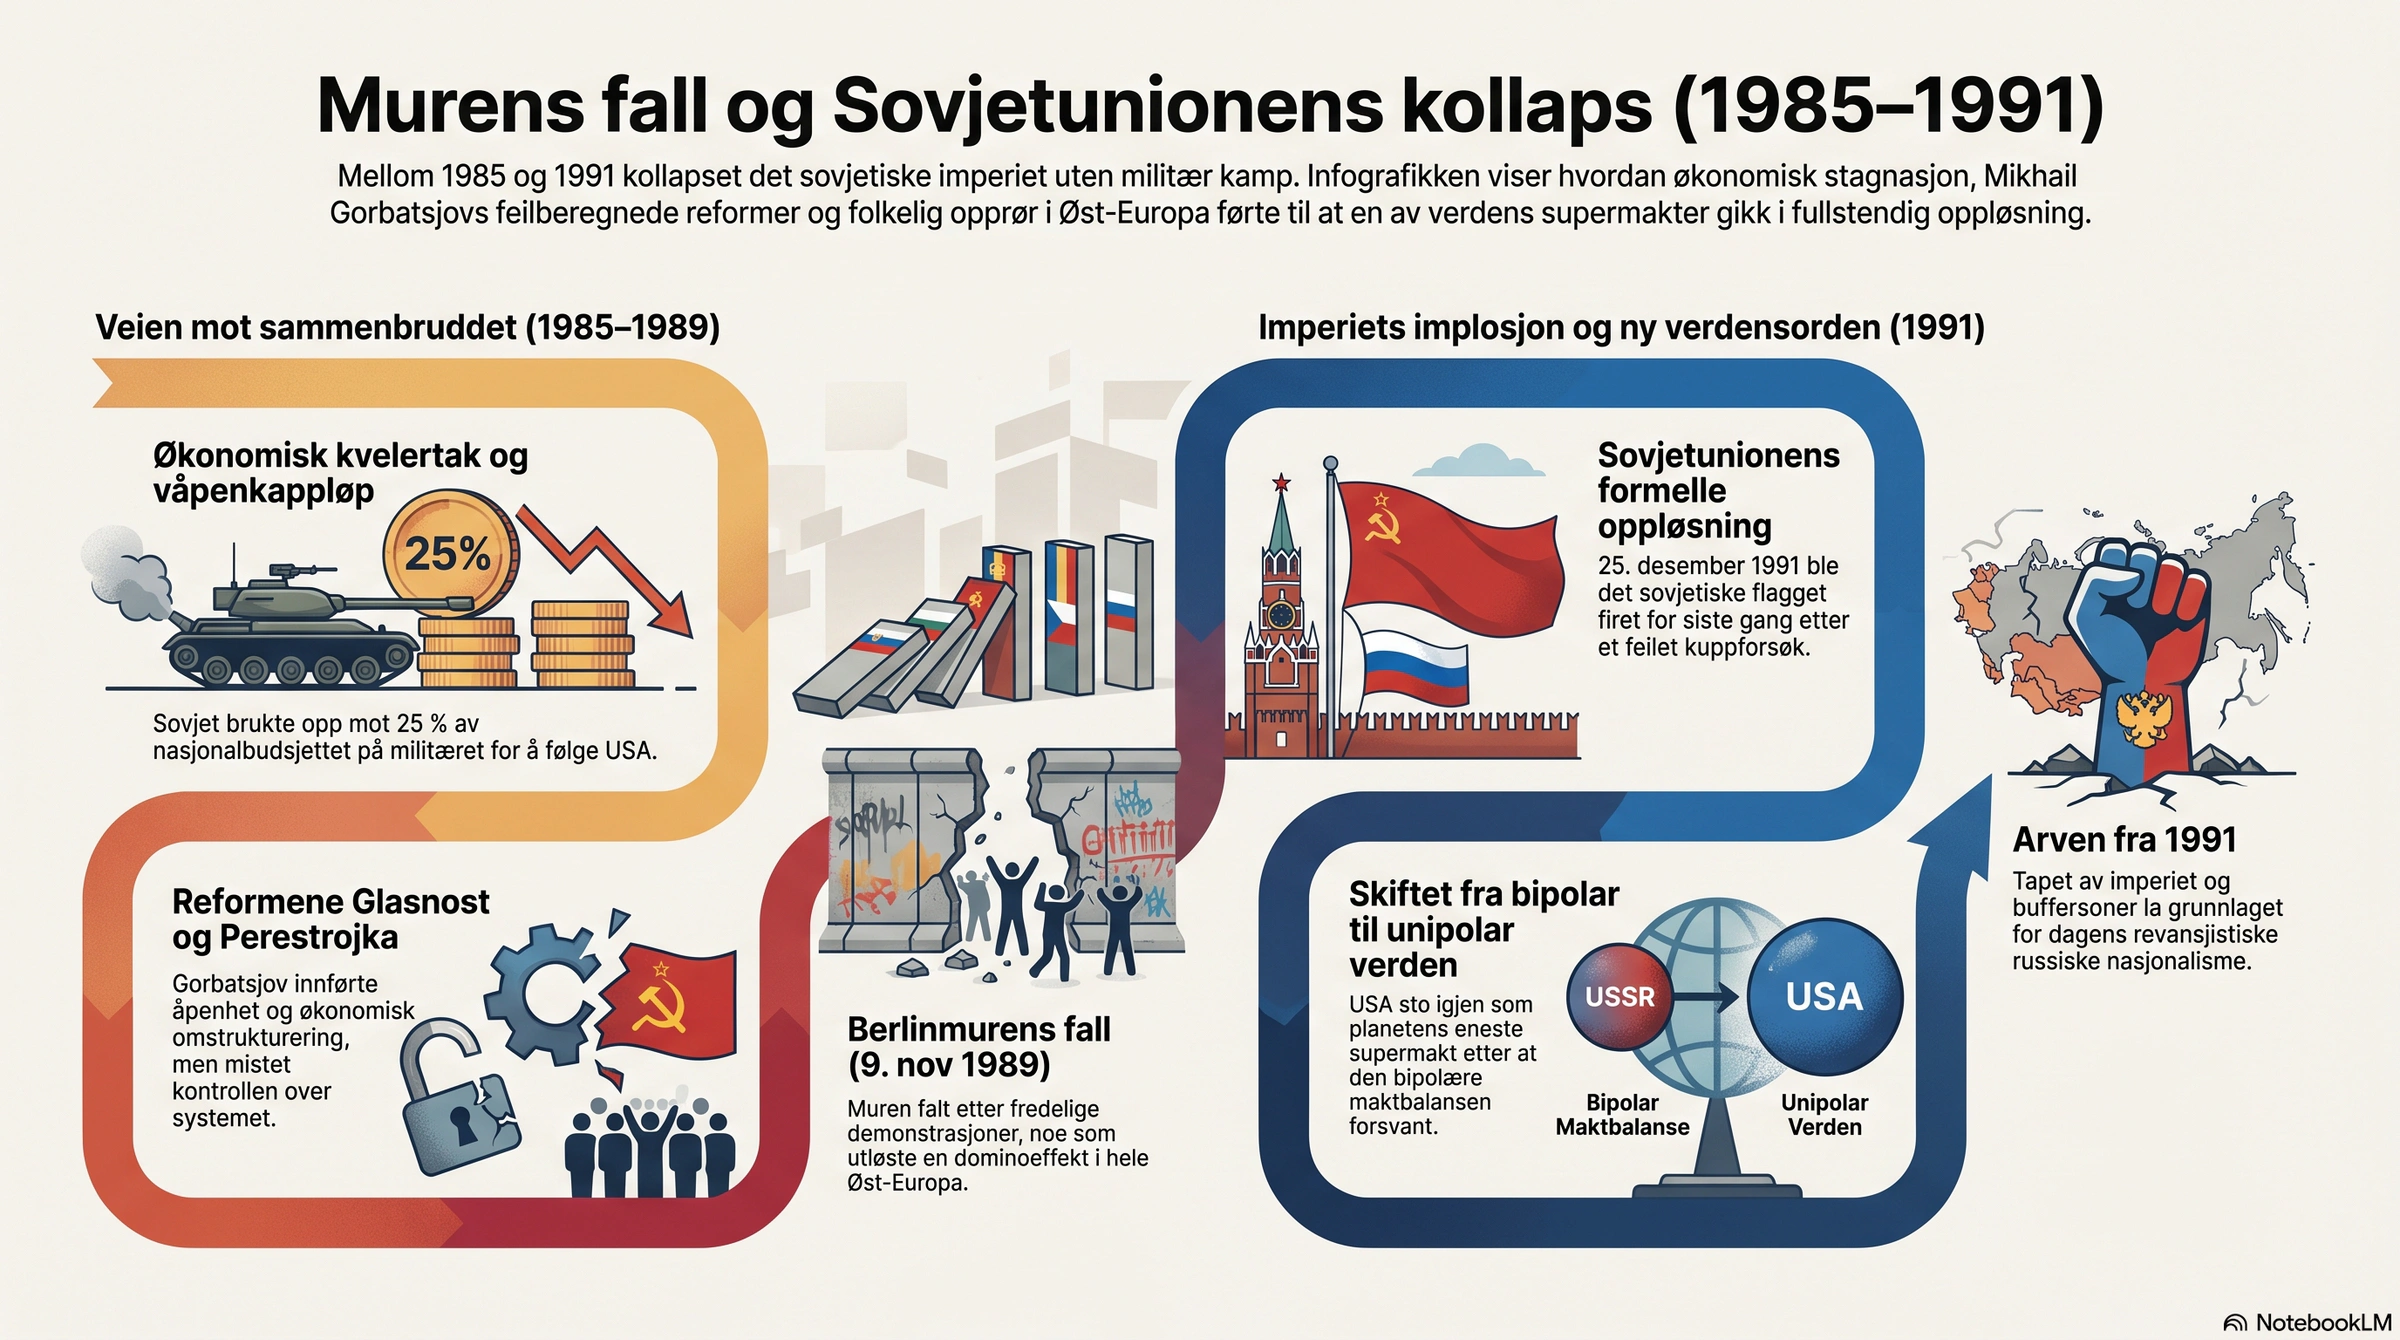 Murens fall og Sovjetunionens kollaps (1985–1991)
Mellom 1985 og 1991 kollapset det sovjetiske imperiet uten militær kamp. Infografikken viser hvordan økonomisk stagnasjon, Mikhail
Gorbatsjovs feilberegnede reformer og folkelig opprør i Øst-Europa førte til at en av verdens supermakter gikk i fullstendig oppløsning.
Veien mot sammenbruddet (1985–1989)
Økonomisk kvelertak og
våpenkappløp
25%
Sovjet brukte opp mot 25 % av
nasjonalbudsjettet på militæret for å følge USA.
Reformene Glasnost
og Perestrojka
Gorbatsjov innførte
åpenhet og økonomisk
omstrukturering,
men mistet
kontrollen over
systemet.
Berlinmurens fall
(9. nov 1989)
Muren falt etter fredelige
demonstrasjoner, noe som
utløste en dominoeffekt i hele
Øst-Europa.
Imperiets implosjon og ny verdensorden (1991)
Sovjetunionens
formelle
oppløsning
25. desember 1991 ble
det sovjetiske flagget
firet for siste gang etter
et feilet kuppforsøk.
Skiftet fra bipolar
til unipolar
verden
USA sto igjen som
planetens eneste
supermakt etter at
den bipolære
maktbalansen
forsvant.
USSR
USA
Bipolar
Maktbalanse
Unipolar
Verden
Arven fra 1991
Tapet av imperiet og
buffersoner la grunnlaget
for dagens revansjistiske
russiske nasjonalisme.
NotebookLM